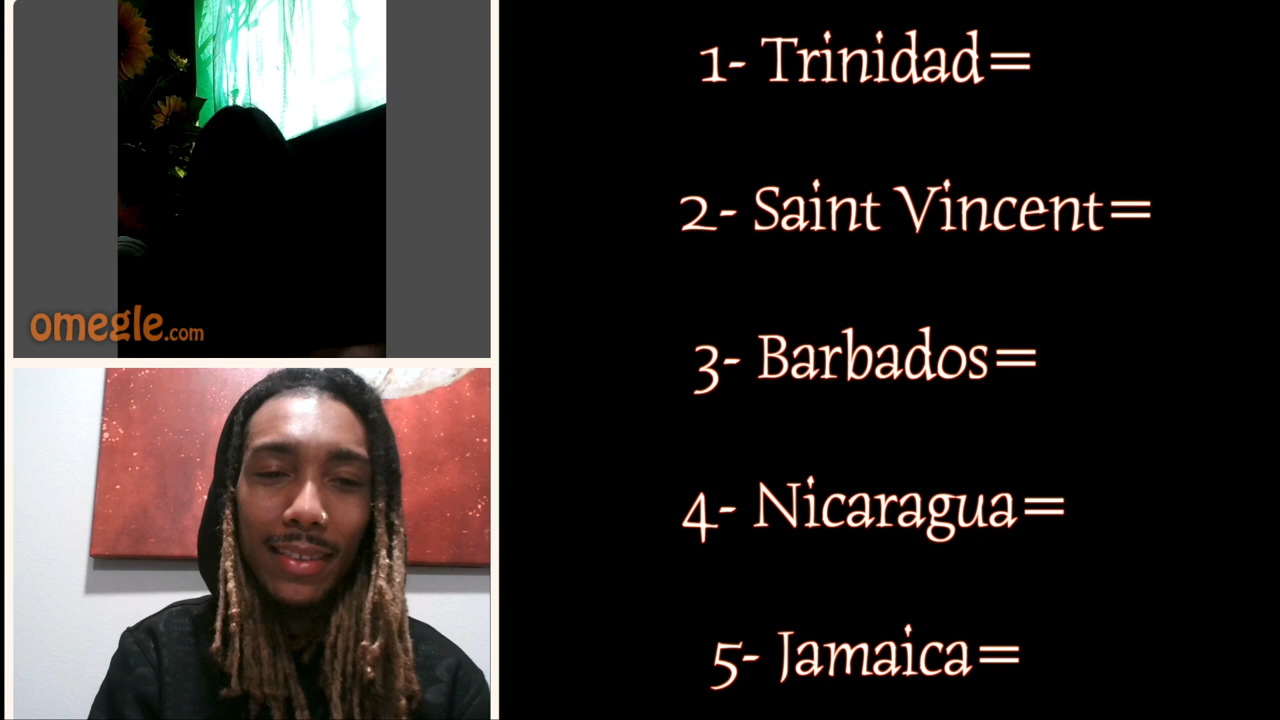 omegle.com
1- Trinidad=
2- Saint Vincent=
3- Barbados=
4- Nicaragua=
5- Jamaica=